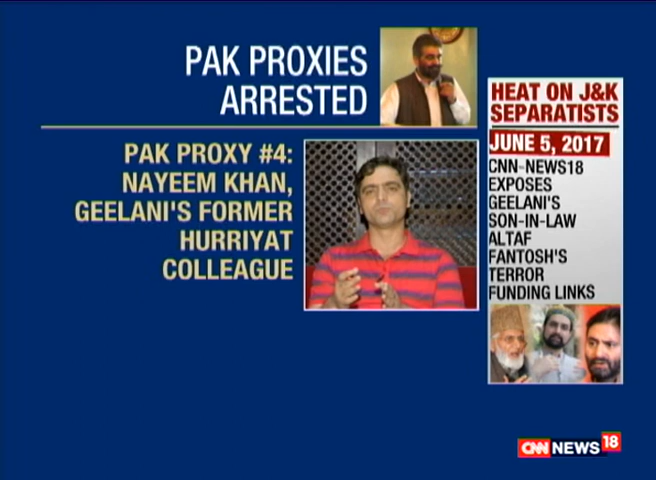 PAK PROXIES
ARRESTED
PAK PROXY #4:
NAYEEM KHAN,
GEELANI'S FORMER
HURRIYAT
COLLEAGUE
HEAT ON J&K
SEPARATISTS
JUNE 5, 2017
CNN-NEWS18
EXPOSES
GEELANI'S
SON-IN-LAW
ALTAF
FANTOSH'S
TERROR
FUNDING LINKS
CNN NEWS 18